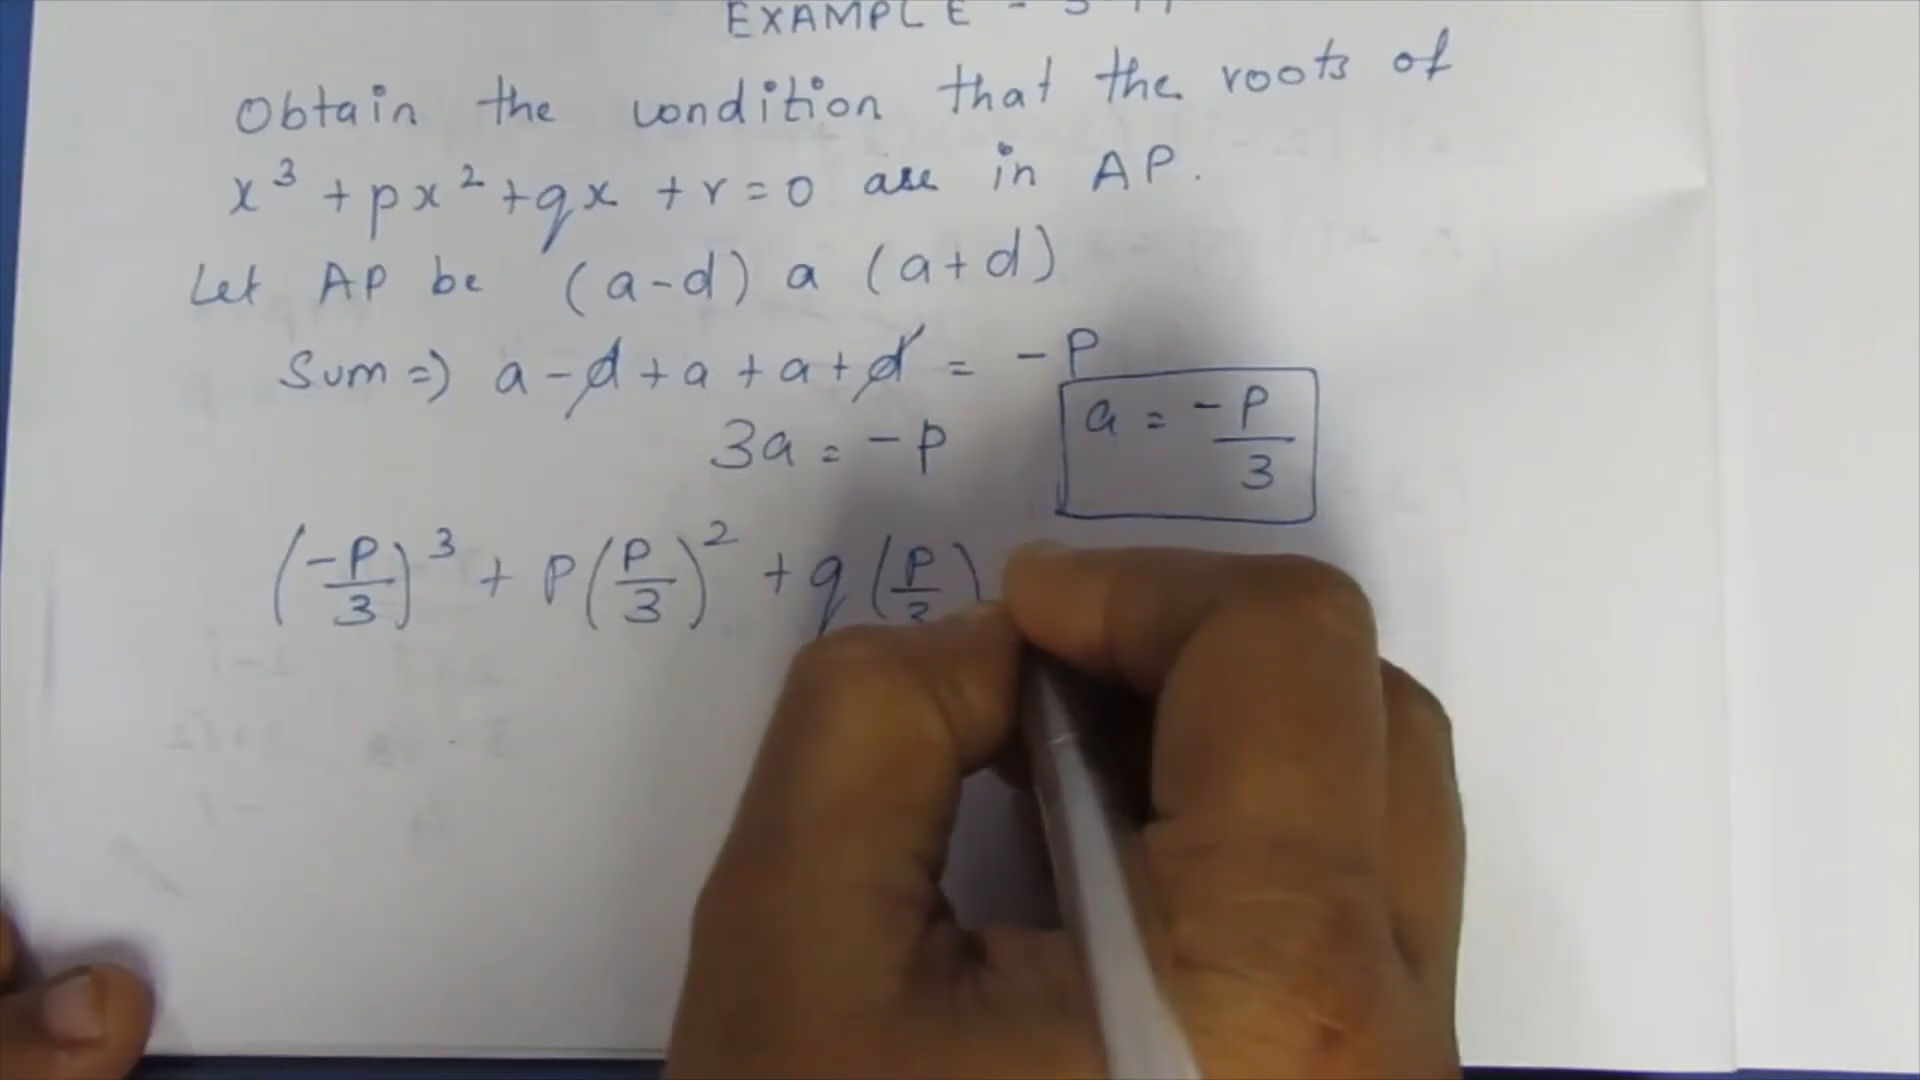 EXAMPLE -
Obtain the condition that the roots of
x³ + px² + qx + r = 0 are in AP.
Let AP be (a-d) a (a+d)
Sum => a - d + a + a + d = -P
3a = -p
a = -P/3
(-P/3)³ + P(P/3)² + q(P/3)